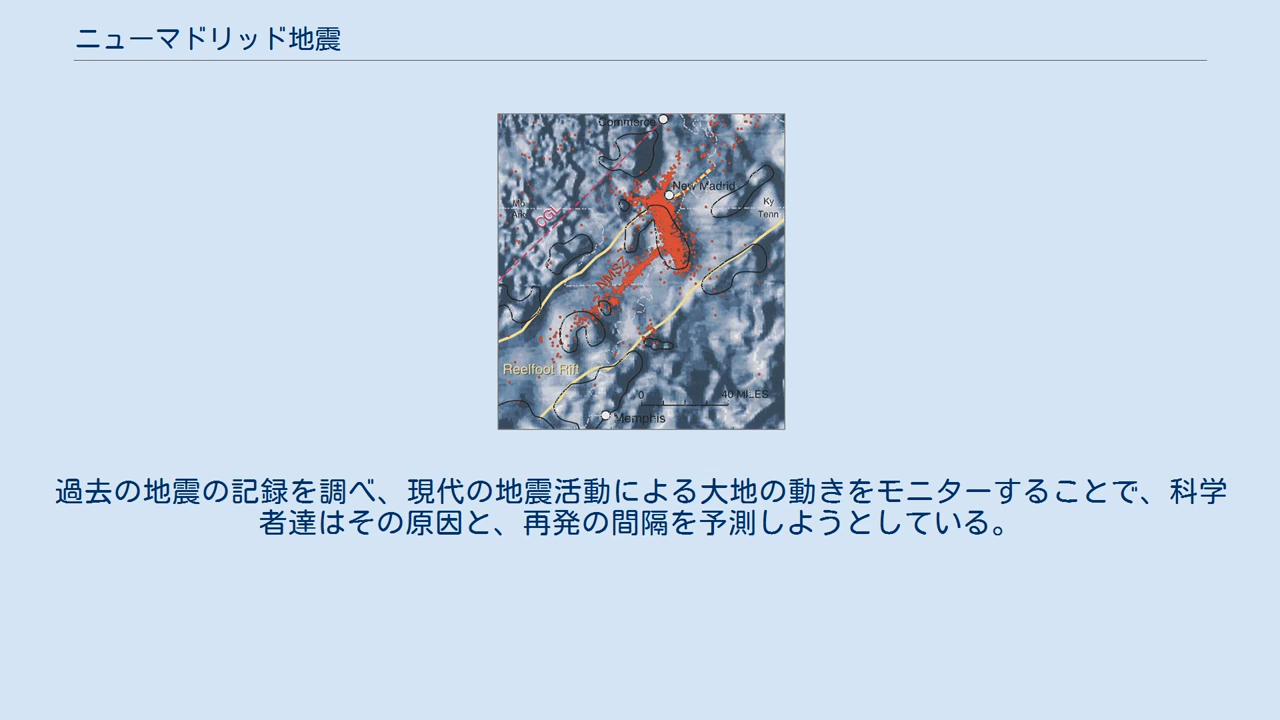 ニューマドリッド地震
Commerce
New Madrid
Mo
Ark
CGL
Ky
Tenn
NMSZ
Reelfoot Rift
0
40 MILES
Memphis
過去の地震の記録を調べ、現代の地震活動による大地の動きをモニターすることで、科学
者達はその原因と、再発の間隔を予測しようとしている。